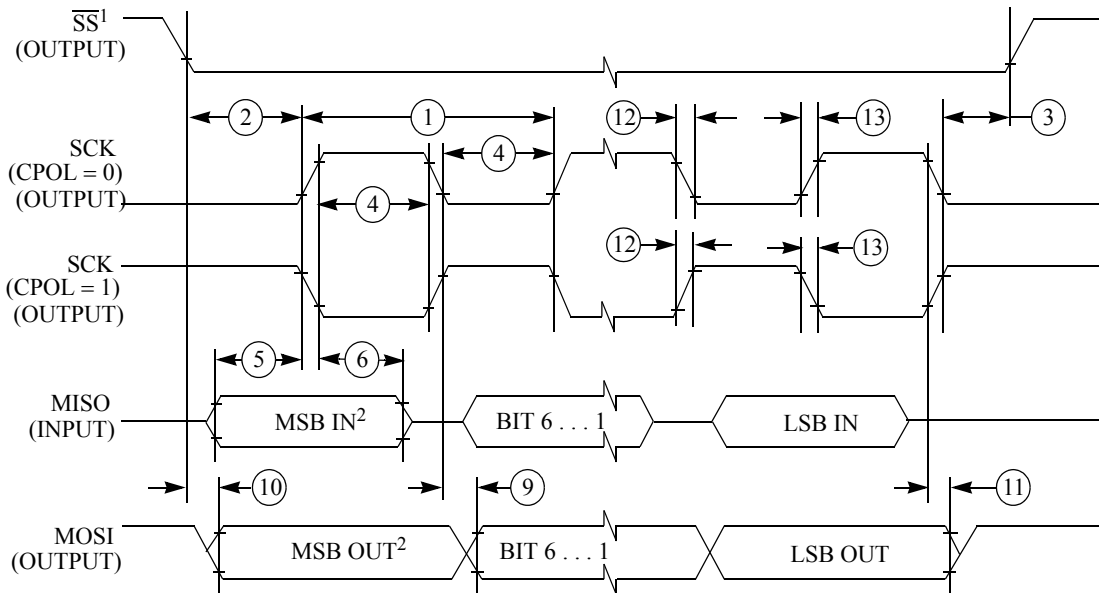 SS1
(OUTPUT)
2
1
12
13
3
SCK
(CPOL = 0)
(OUTPUT)
4
4
SCK
(CPOL = 1)
(OUTPUT)
12
13
5
6
MISO
(INPUT)
MSB IN2
BIT 6 . . . 1
LSB IN
10
9
11
MOSI
(OUTPUT)
MSB OUT2
BIT 6 . . . 1
LSB OUT